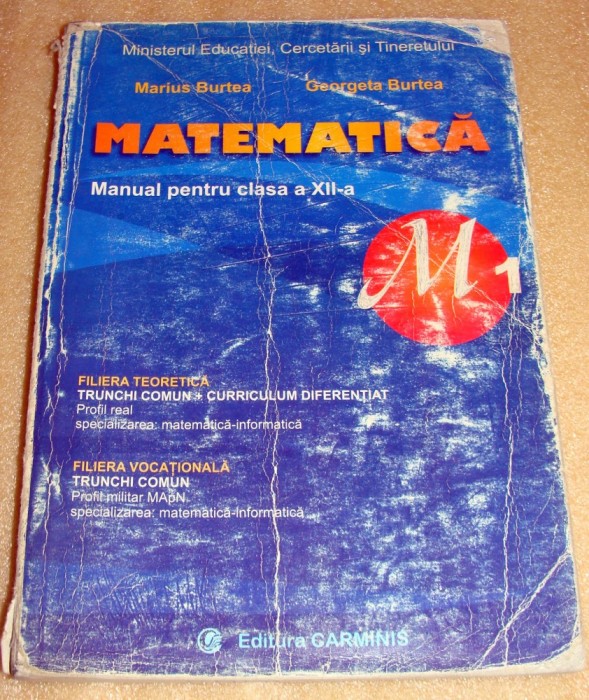 Ministerul Educaţiei, Cercetării şi Tineretului
Marius Burtea Georgeta Burtea
MATEMATICĂ
Manual pentru clasa a XII-a
M1
FILIERA TEORETICĂ
TRUNCHI COMUN + CURRICULUM DIFERENŢIAT
Profil real
specializarea: matematică-informatică
FILIERA VOCAŢIONALĂ
TRUNCHI COMUN
Profil militar MApN
specializarea: matematică-informatică
Editura CARMINIS